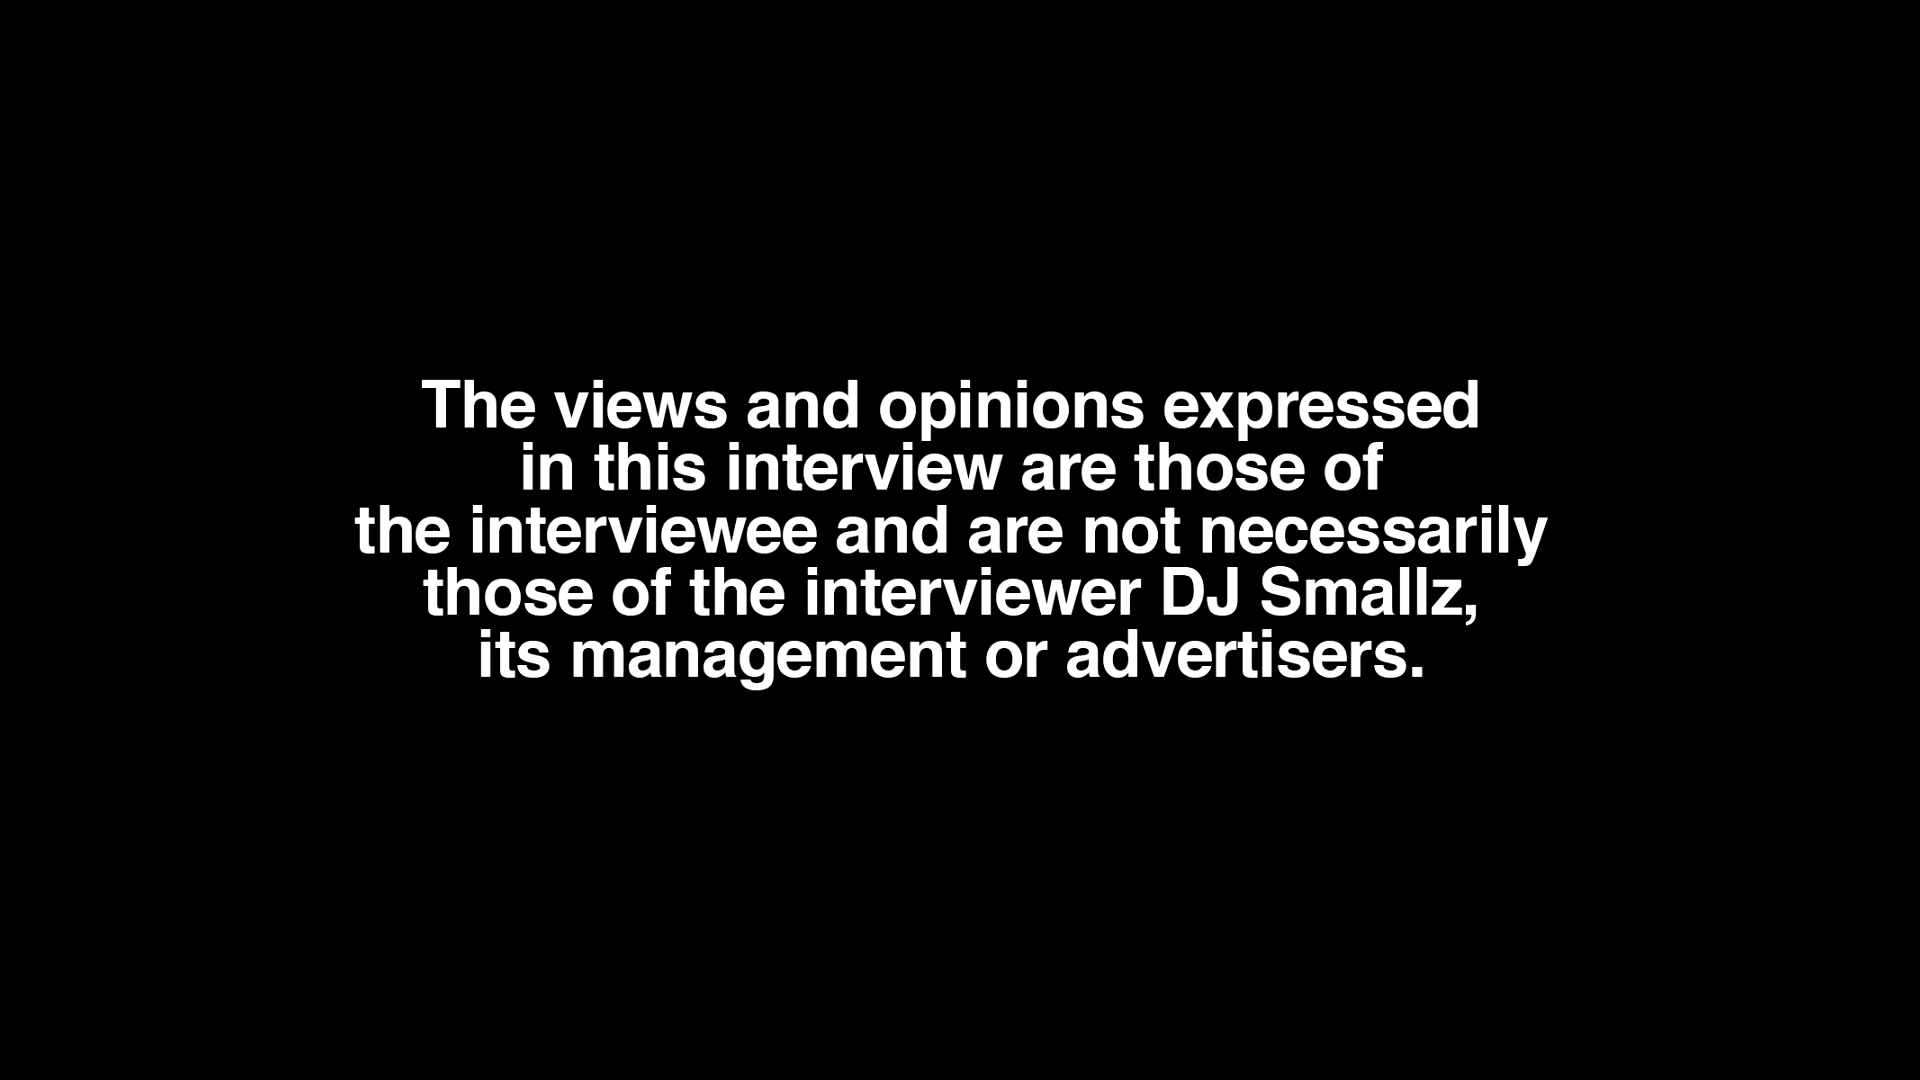 The views and opinions expressed
in this interview are those of
the interviewee and are not necessarily
those of the interviewer DJ Smallz,
its management or advertisers.